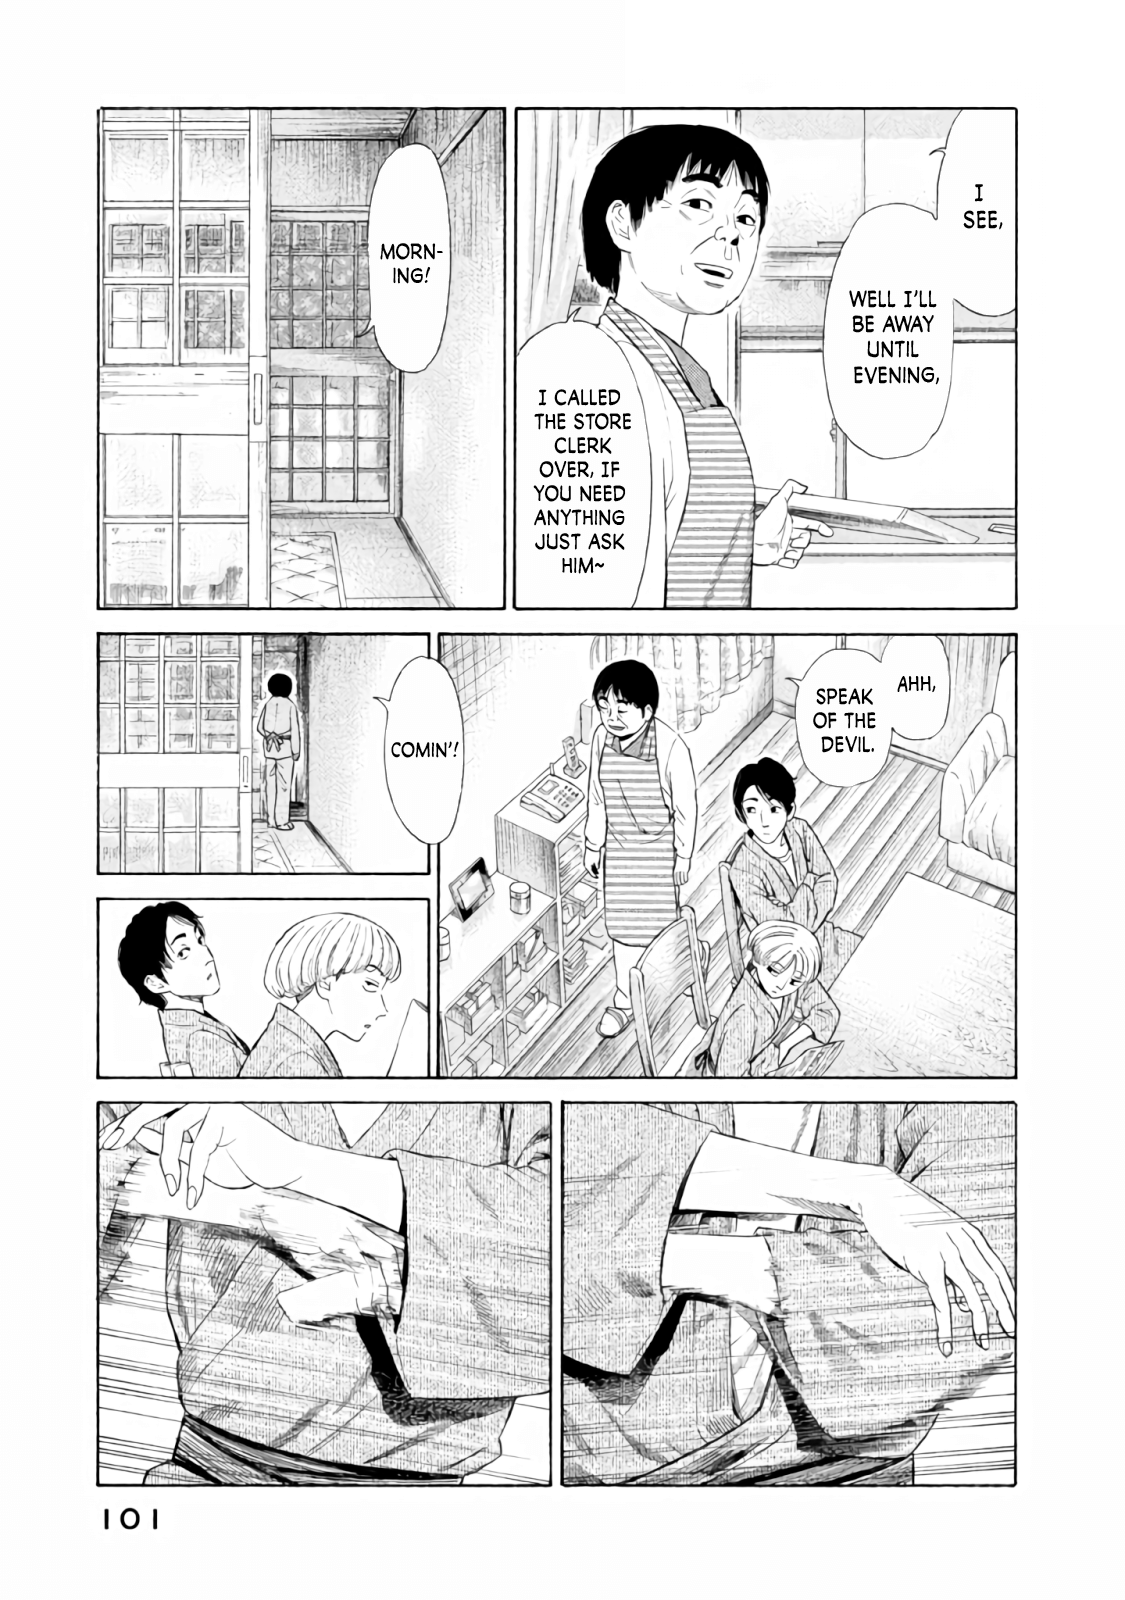 I
SEE,
WELL I'LL
BE AWAY
UNTIL
EVENING,
I CALLED
THE STORE
CLERK
OVER, IF
YOU NEED
ANYTHING
JUST ASK
HIM~
MORN-
ING!
AHH,
SPEAK
OF THE
DEVIL.
COMIN'!
101